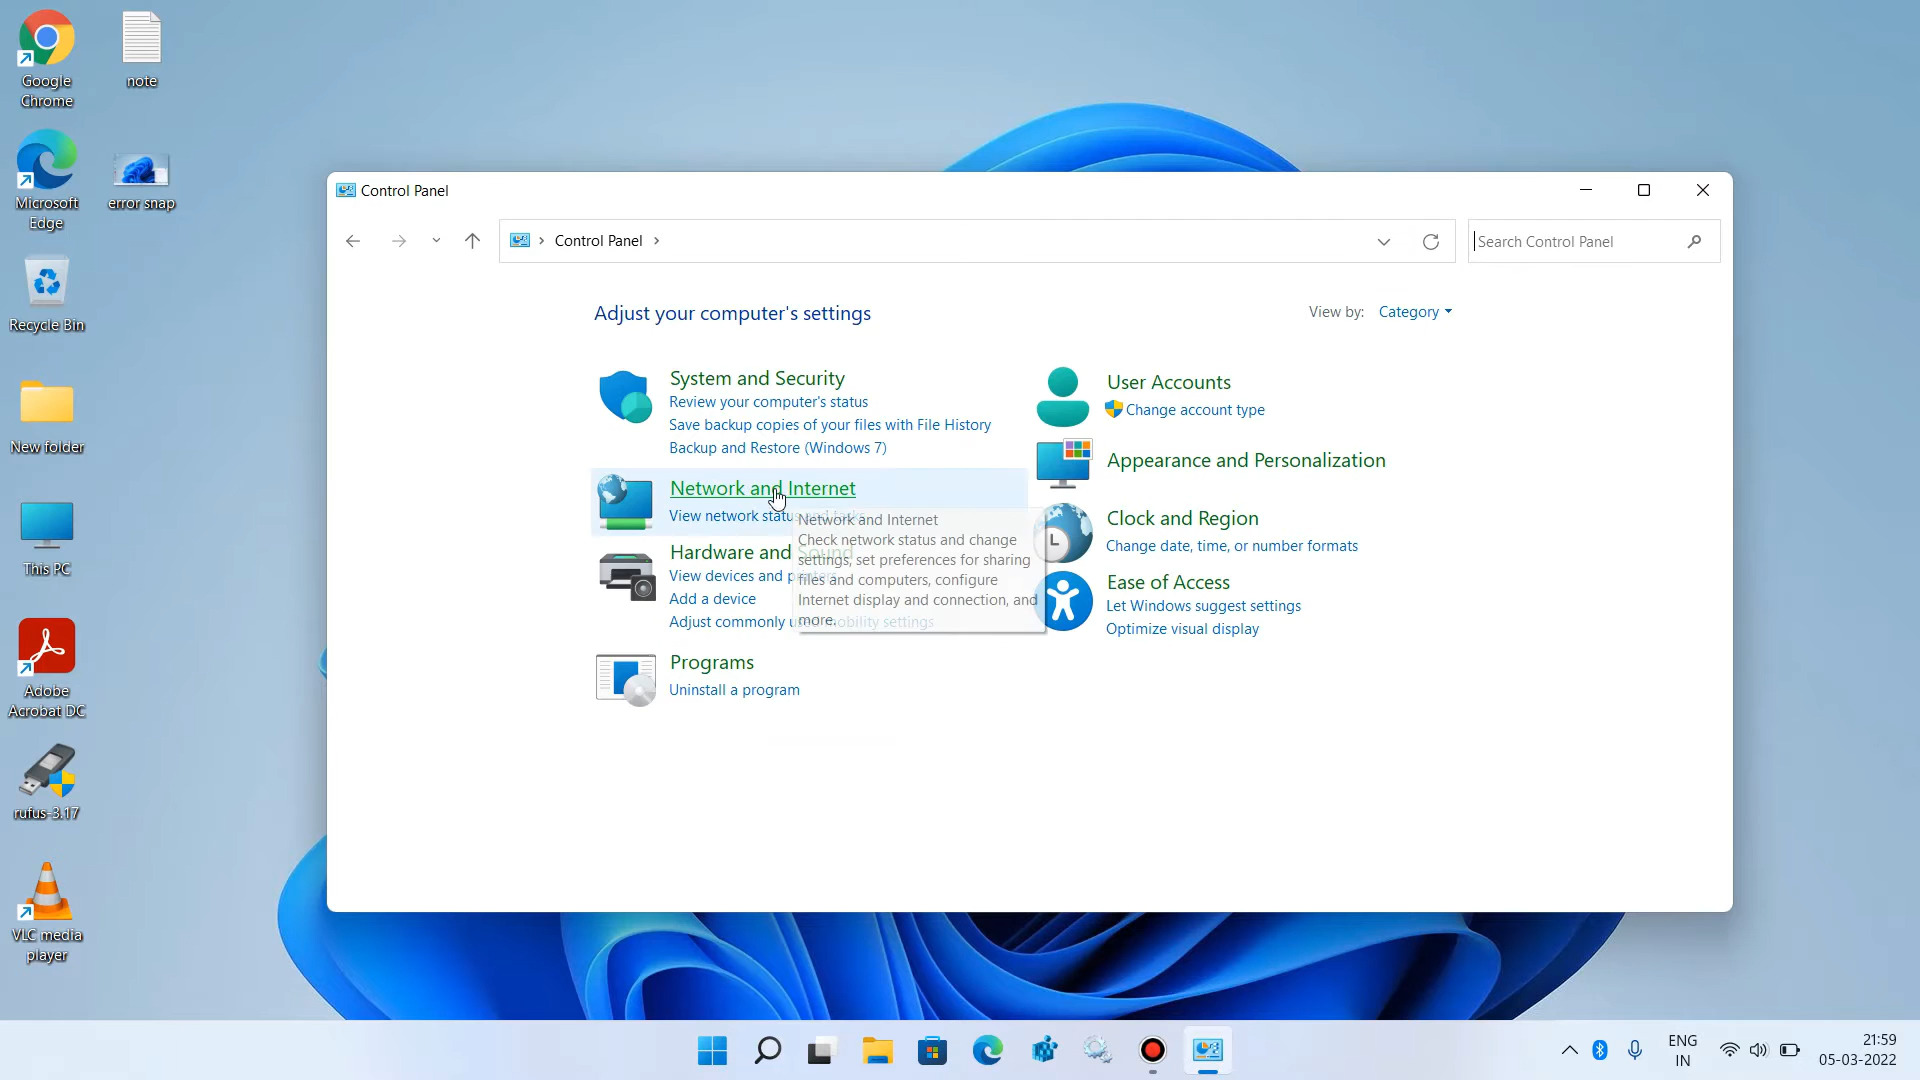 Google
Chrome
note
Microsoft
Edge
error snap
Recycle Bin
New folder
This PC
Adobe
Acrobat DC
rufus-3.17
VLC media
player
Control Panel
Control Panel
Search Control Panel
Adjust your computer's settings
View by: Category
System and Security
Review your computer's status
Save backup copies of your files with File History
Backup and Restore (Windows 7)
Network and Internet
View network status and tasks
Network and Internet
Check network status and change
settings, set preferences for sharing
files and computers, configure
Internet display and connection, and
more.
Hardware and Sound
View devices and printers
Add a device
Adjust commonly used mobility settings
Programs
Uninstall a program
User Accounts
Change account type
Appearance and Personalization
Clock and Region
Change date, time, or number formats
Ease of Access
Let Windows suggest settings
Optimize visual display
ENG
IN
21:59
05-03-2022